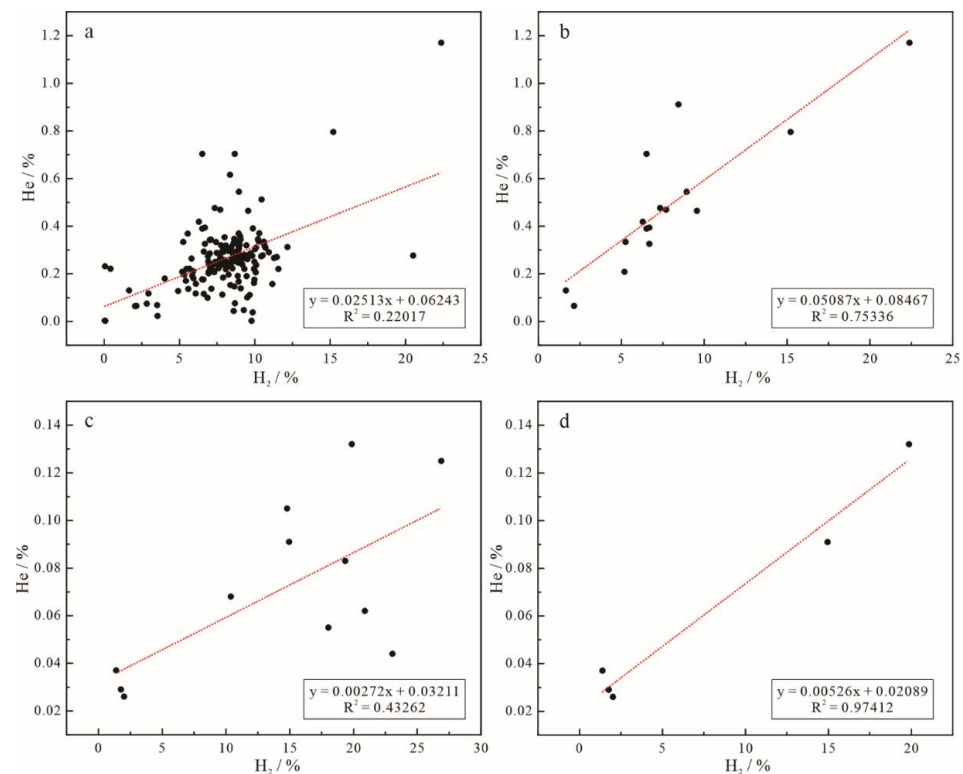 a
He / %
1.2
1.0
0.8
0.6
0.4
0.2
0.0
y = 0.02513x + 0.06243
R² = 0.22017
0 5 10 15 20 25
H₂ / %
b
He / %
1.2
1.0
0.8
0.6
0.4
0.2
0.0
y = 0.05087x + 0.08467
R² = 0.75336
0 5 10 15 20 25
H₂ / %
c
He / %
0.14
0.12
0.10
0.08
0.06
0.04
0.02
y = 0.00272x + 0.03211
R² = 0.43262
0 5 10 15 20 25 30
H₂ / %
d
He / %
0.14
0.12
0.10
0.08
0.06
0.04
0.02
y = 0.00526x + 0.02089
R² = 0.97412
0 5 10 15 20
H₂ / %